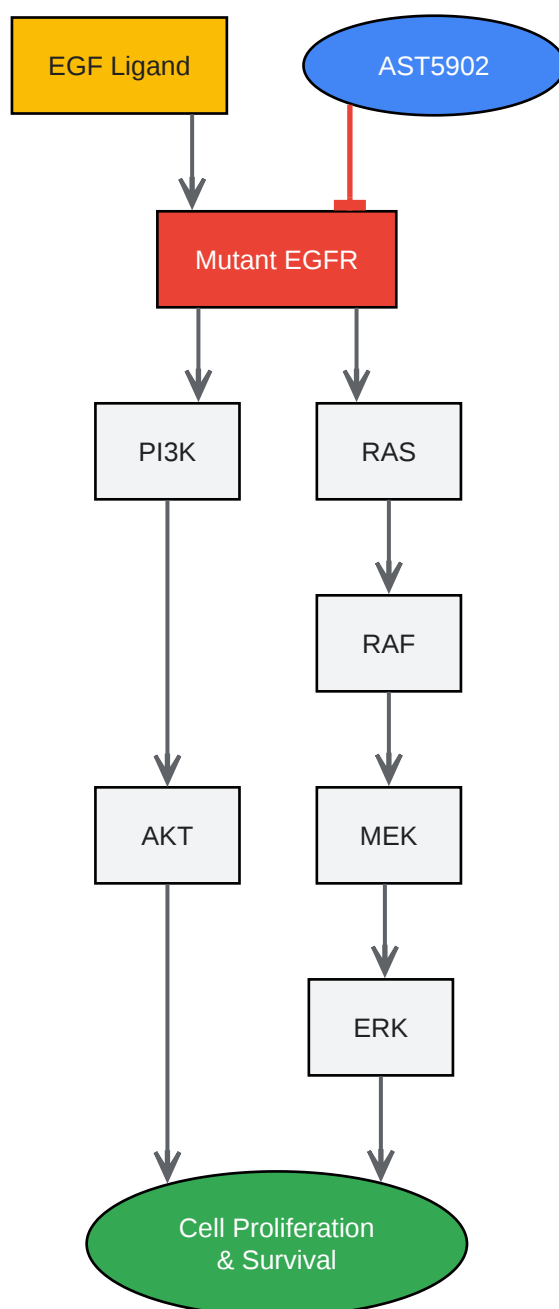 EGF Ligand
AST5902
Mutant EGFR
PI3K
RAS
RAF
AKT
MEK
ERK
Cell Proliferation
& Survival